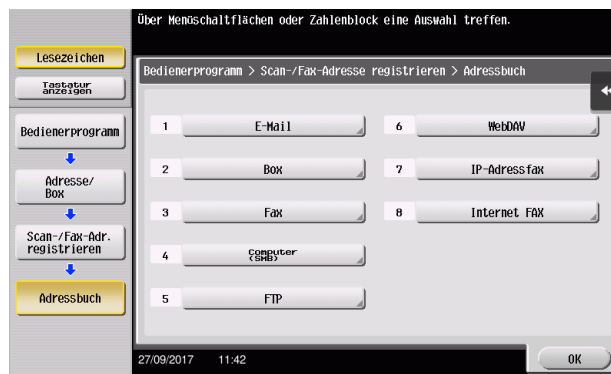 Über Menüschaltflächen oder Zahlenblock eine Auswahl treffen.
Lesezeichen
Tastatur
anzeigen
Bedienerprogramm
Adresse/
Box
Scan-/Fax-Adr.
registrieren
Adressbuch
Bedienerprogramm > Scan-/Fax-Adresse registrieren > Adressbuch
1 E-Mail
2 Box
3 Fax
4 Computer
(SMB)
5 FTP
6 WebDAV
7 IP-Adressfax
8 Internet FAX
27/09/2017 11:42
OK